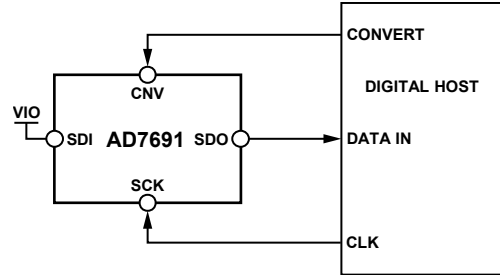 CONVERT
CNV
DIGITAL HOST
VIO
SDI AD7691 SDO
DATA IN
SCK
CLK